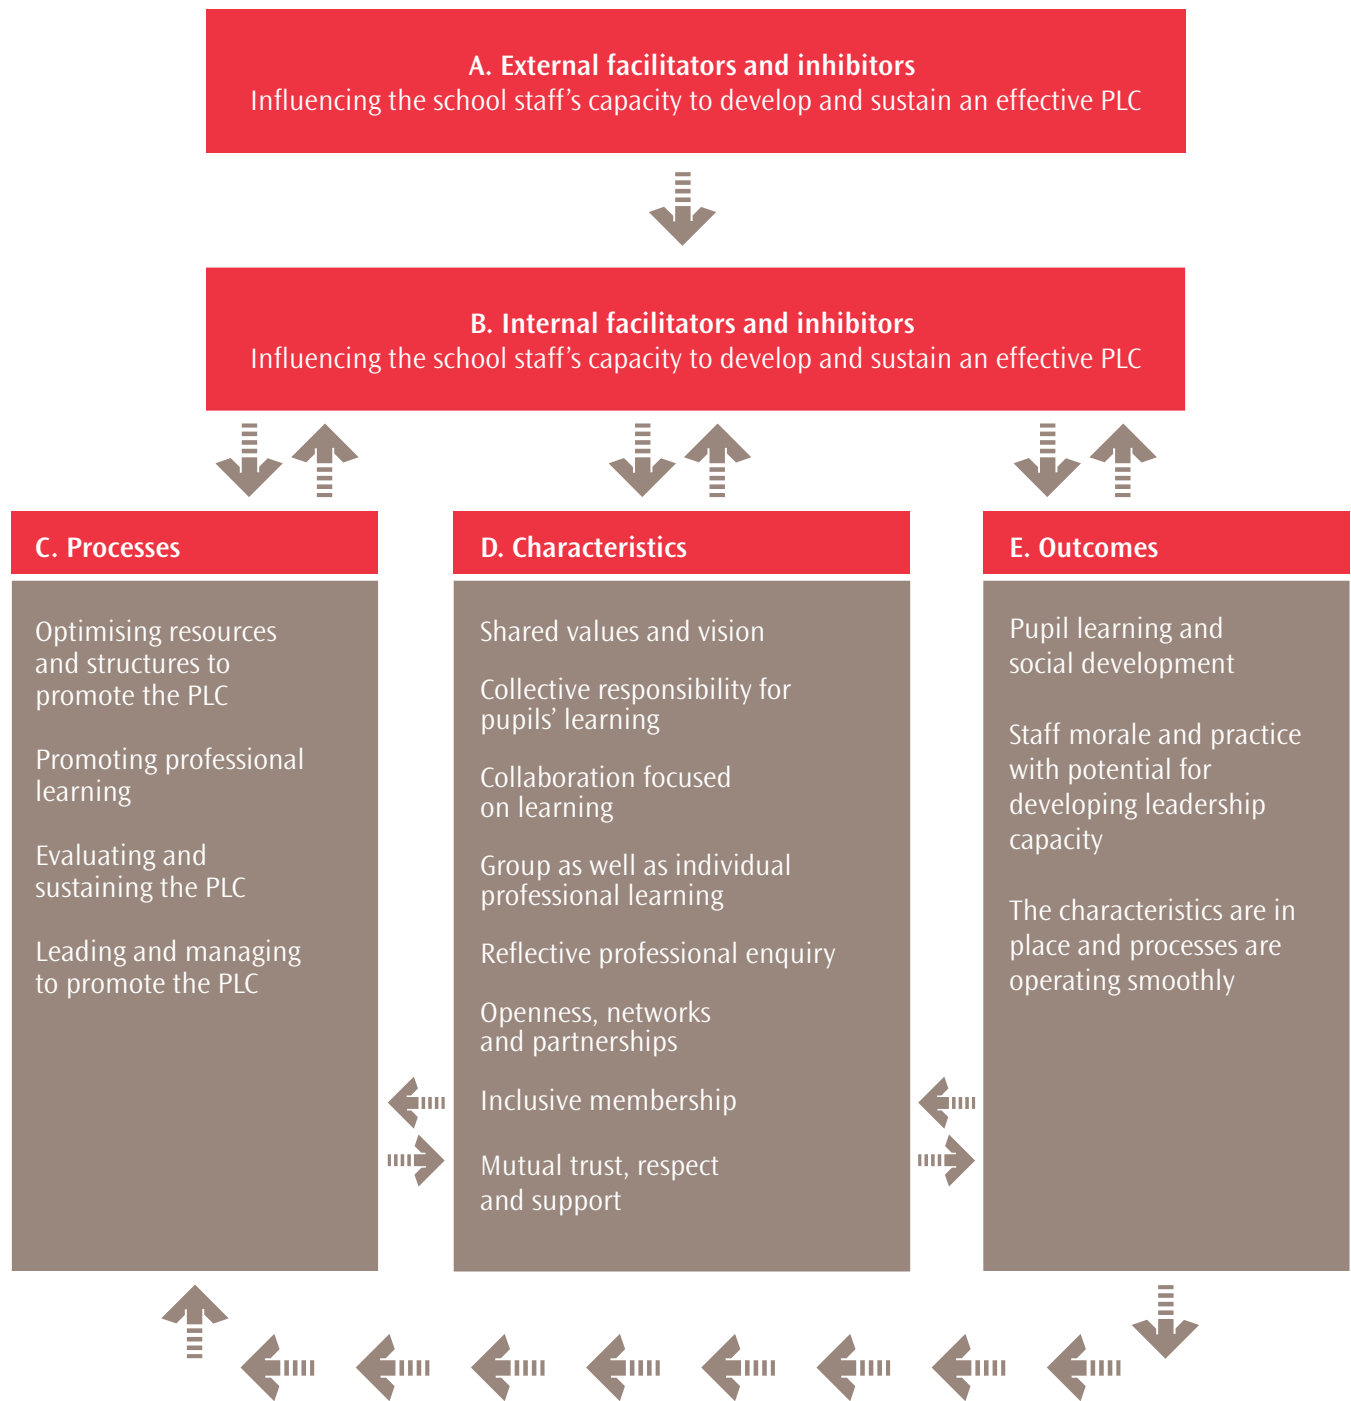 A. External facilitators and inhibitors
Influencing the school staff’s capacity to develop and sustain an effective PLC
B. Internal facilitators and inhibitors
Influencing the school staff’s capacity to develop and sustain an effective PLC
C. Processes
Optimising resources
and structures to
promote the PLC
Promoting professional
learning
Evaluating and
sustaining the PLC
Leading and managing
to promote the PLC
D. Characteristics
Shared values and vision
Collective responsibility for
pupils’ learning
Collaboration focused
on learning
Group as well as individual
professional learning
Reflective professional enquiry
Openness, networks
and partnerships
Inclusive membership
Mutual trust, respect
and support
E. Outcomes
Pupil learning and
social development
Staff morale and practice
with potential for
developing leadership
capacity
The characteristics are in
place and processes are
operating smoothly